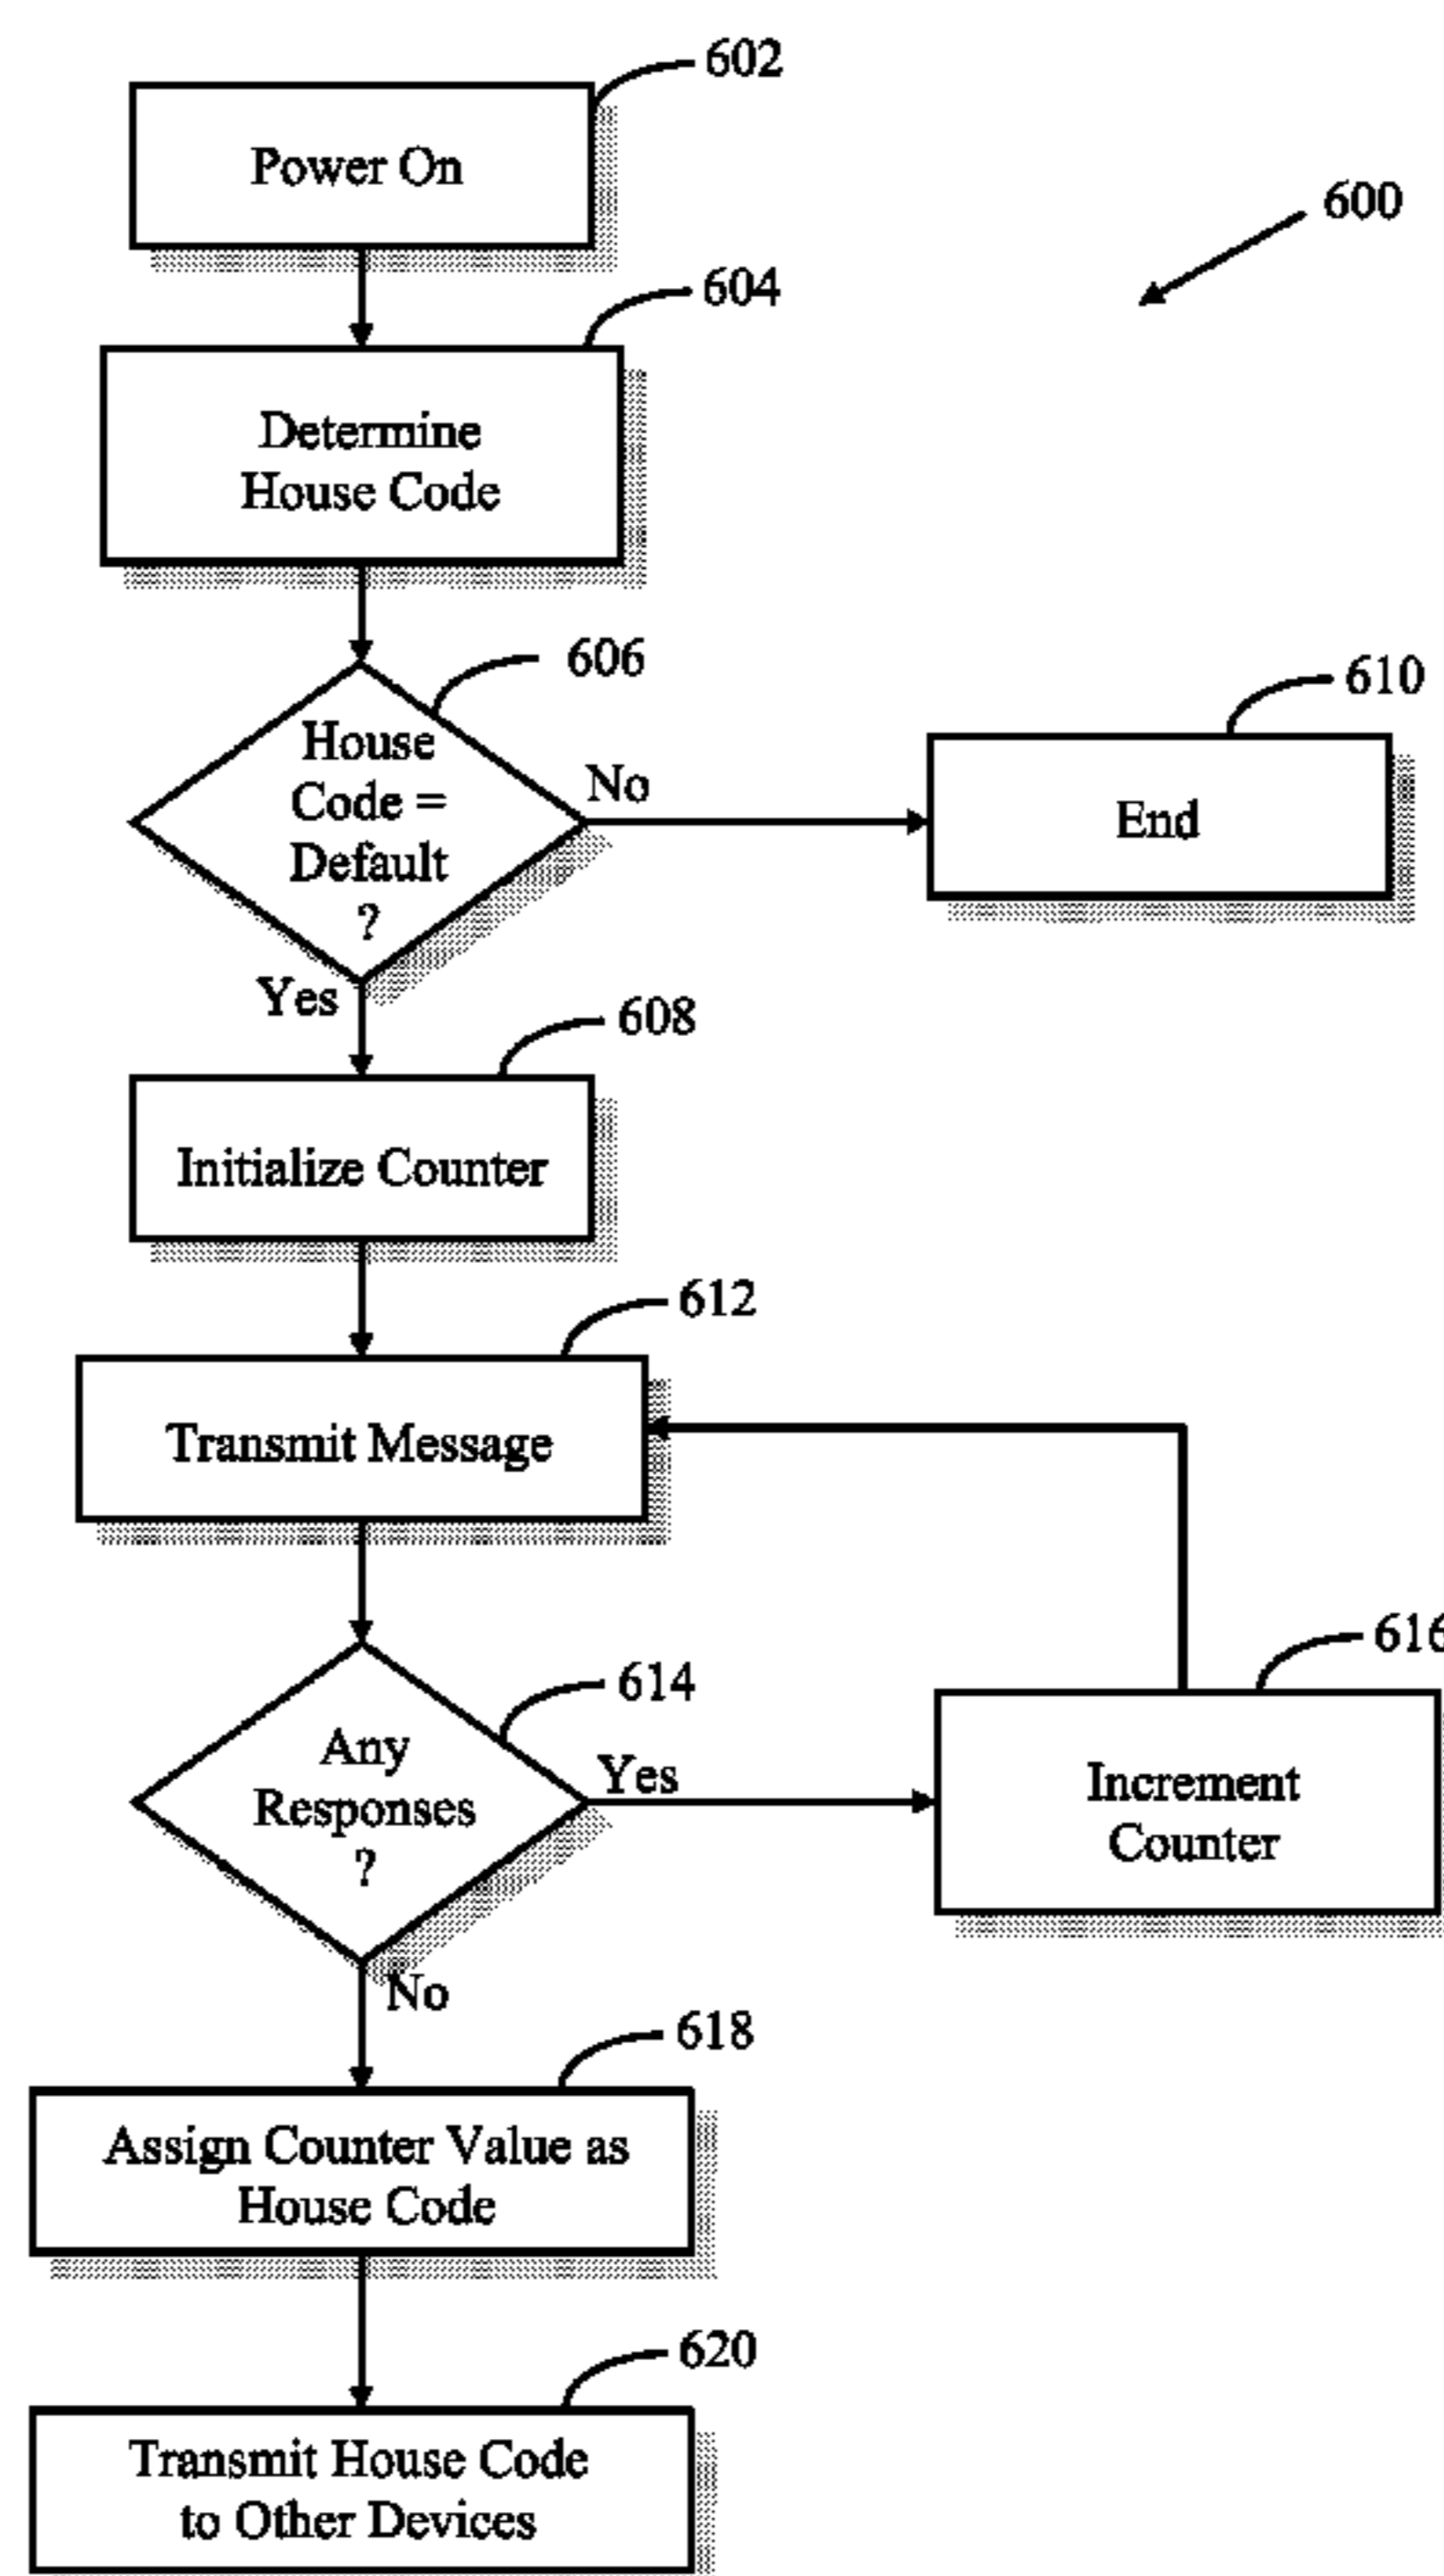 602
Power On
600
604
Determine
House Code
606
House
Code =
Default
?
No
610
End
Yes
608
Initialize Counter
612
Transmit Message
614
Any
Responses
?
Yes
616
Increment
Counter
No
618
Assign Counter Value as
House Code
620
Transmit House Code
to Other Devices